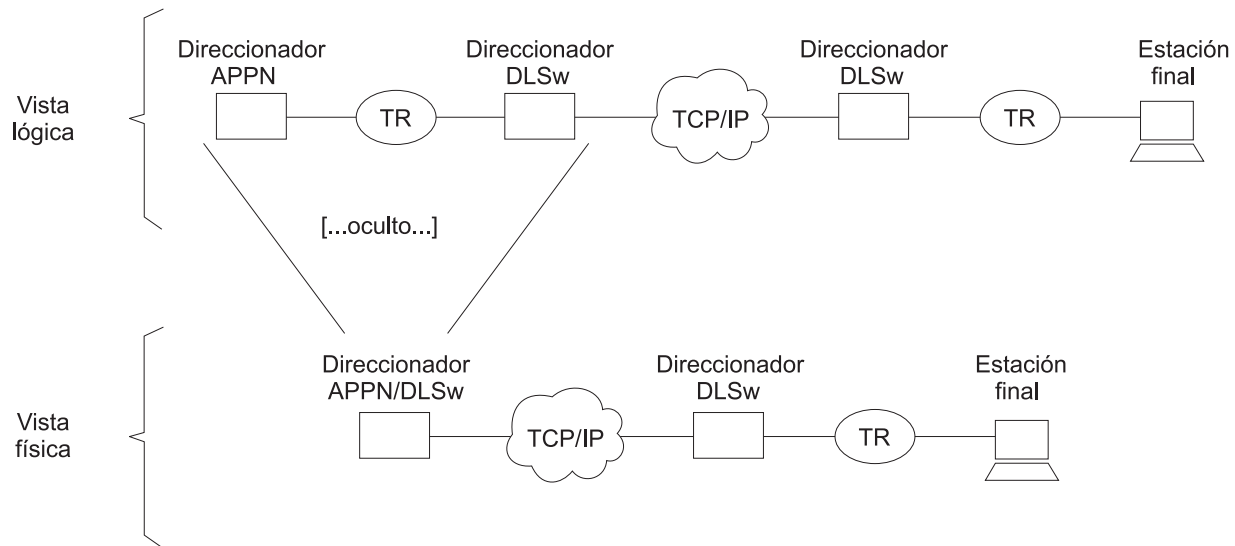 Direccionador
APPN
Direccionador
DLSw
Direccionador
DLSw
Estación
final
Vista
lógica
TR
TCP/IP
TR
[...oculto...]
Direccionador
APPN/DLSw
Direccionador
DLSw
Estación
final
Vista
física
TCP/IP
TR